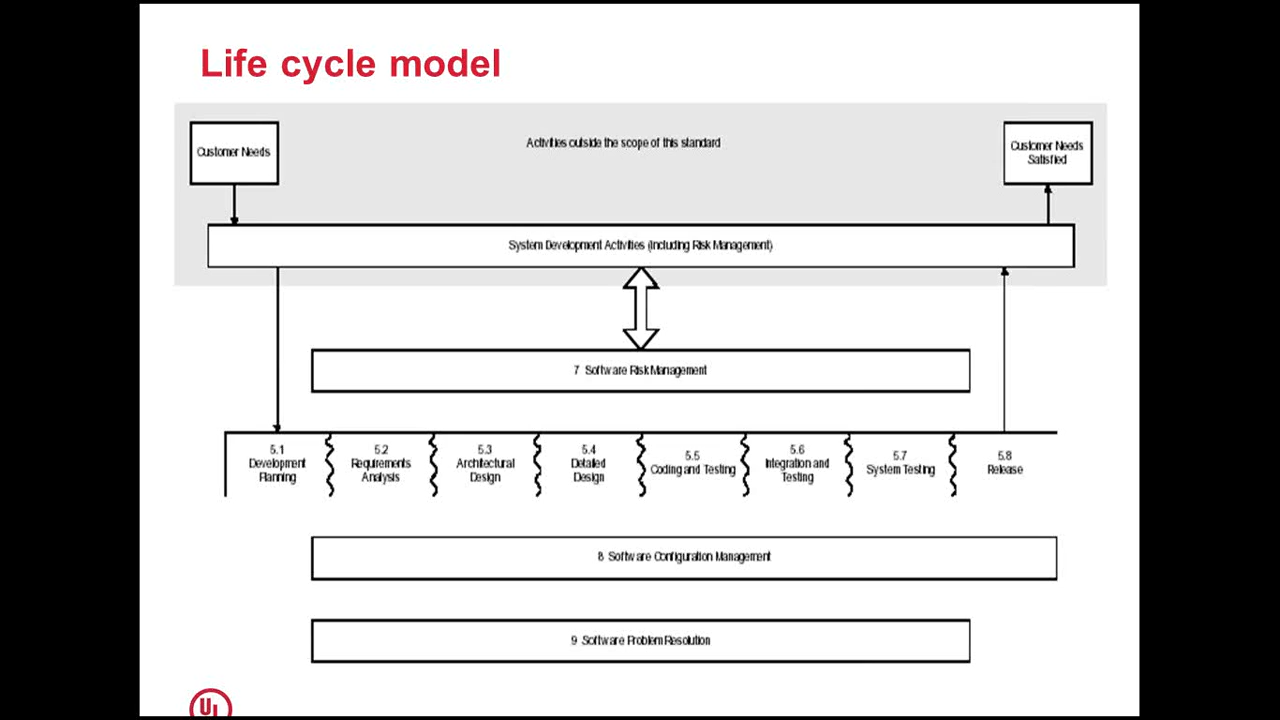 Life cycle model
Activities outside the scope of this standard
Customer Needs
Customer Needs
Satisfied
System Development Activities (Including Risk Management)
7 Software Risk Management
5.1
Development
Planning
5.2
Requirements
Analysis
5.3
Architectural
Design
5.4
Detailed
Design
5.5
Coding and Testing
5.6
Integration and
Testing
5.7
System Testing
5.8
Release
8 Software Configuration Management
9 Software Problem Resolution
UL